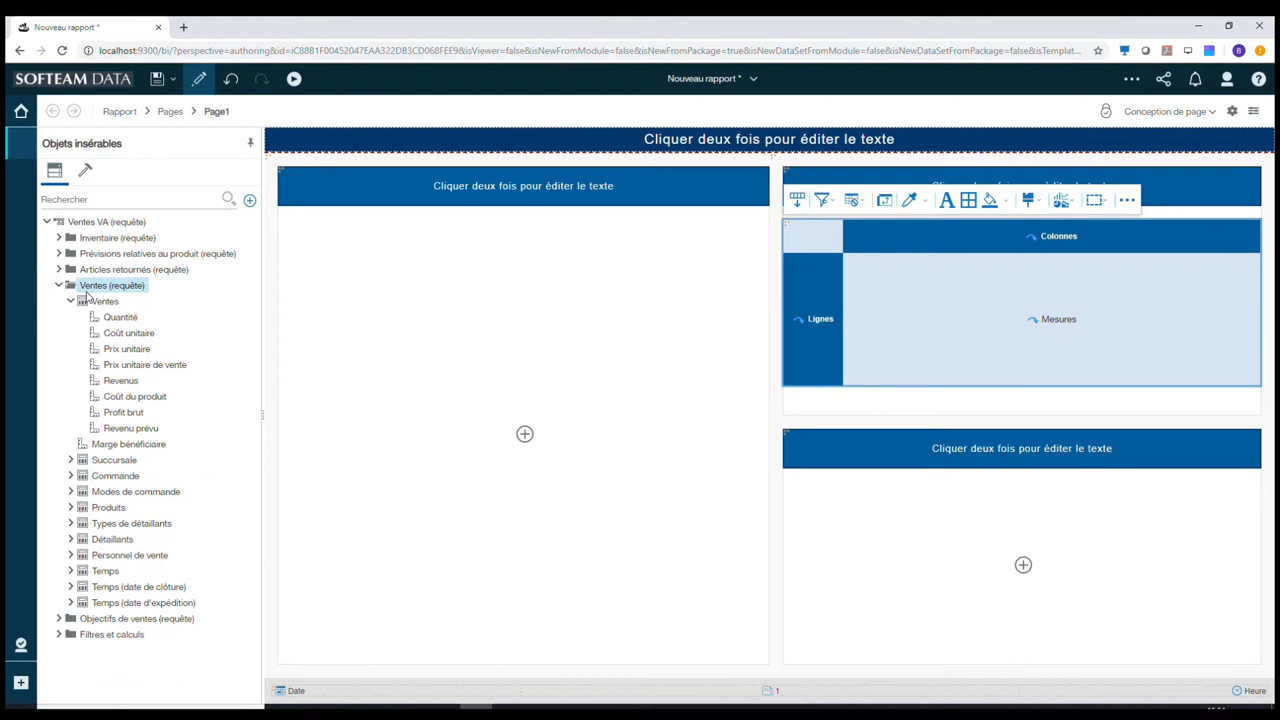 Nouveau rapport *
localhost:9300/bi/?perspective=authoring&id=iC88B1F00452047EAA322DB3CD068FEE9&isViewer=false&isNewFromModule=false&isNewFromPackage=true&isNewDataSetFromModule=false&isNewDataSetFromPackage=false&isTemplat...
B
SOFTEAM DATA
Nouveau rapport *
Rapport > Pages > Page1
Conception de page
Objets insérables
Rechercher
Ventes VA (requête)
Inventaire (requête)
Prévisions relatives au produit (requête)
Articles retournés (requête)
Ventes (requête)
Ventes
Quantité
Coût unitaire
Prix unitaire
Prix unitaire de vente
Revenus
Coût du produit
Profit brut
Revenu prévu
Marge bénéficiaire
Succursale
Commande
Modes de commande
Produits
Types de détaillants
Détaillants
Personnel de vente
Temps
Temps (date de clôture)
Temps (date d'expédition)
Objectifs de ventes (requête)
Filtres et calculs
Cliquer deux fois pour éditer le texte
Cliquer deux fois pour éditer le texte
Colonnes
Lignes
Mesures
Cliquer deux fois pour éditer le texte
Date
1
Heure